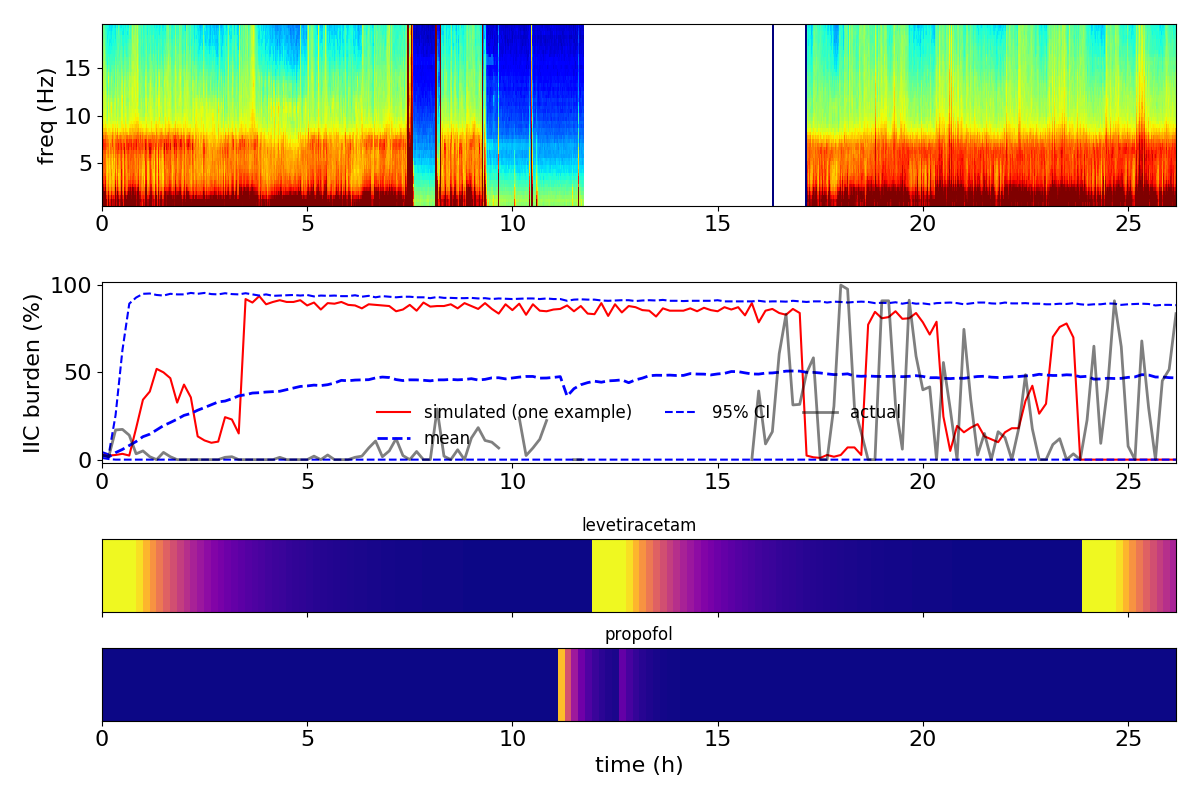 freq (Hz)
15
10
5
0 5 10 15 20 25
IIC burden (%)
100
50
0
simulated (one example) 95% CI actual
mean
0 5 10 15 20 25
levetiracetam
propofol
0 5 10 15 20 25
time (h)